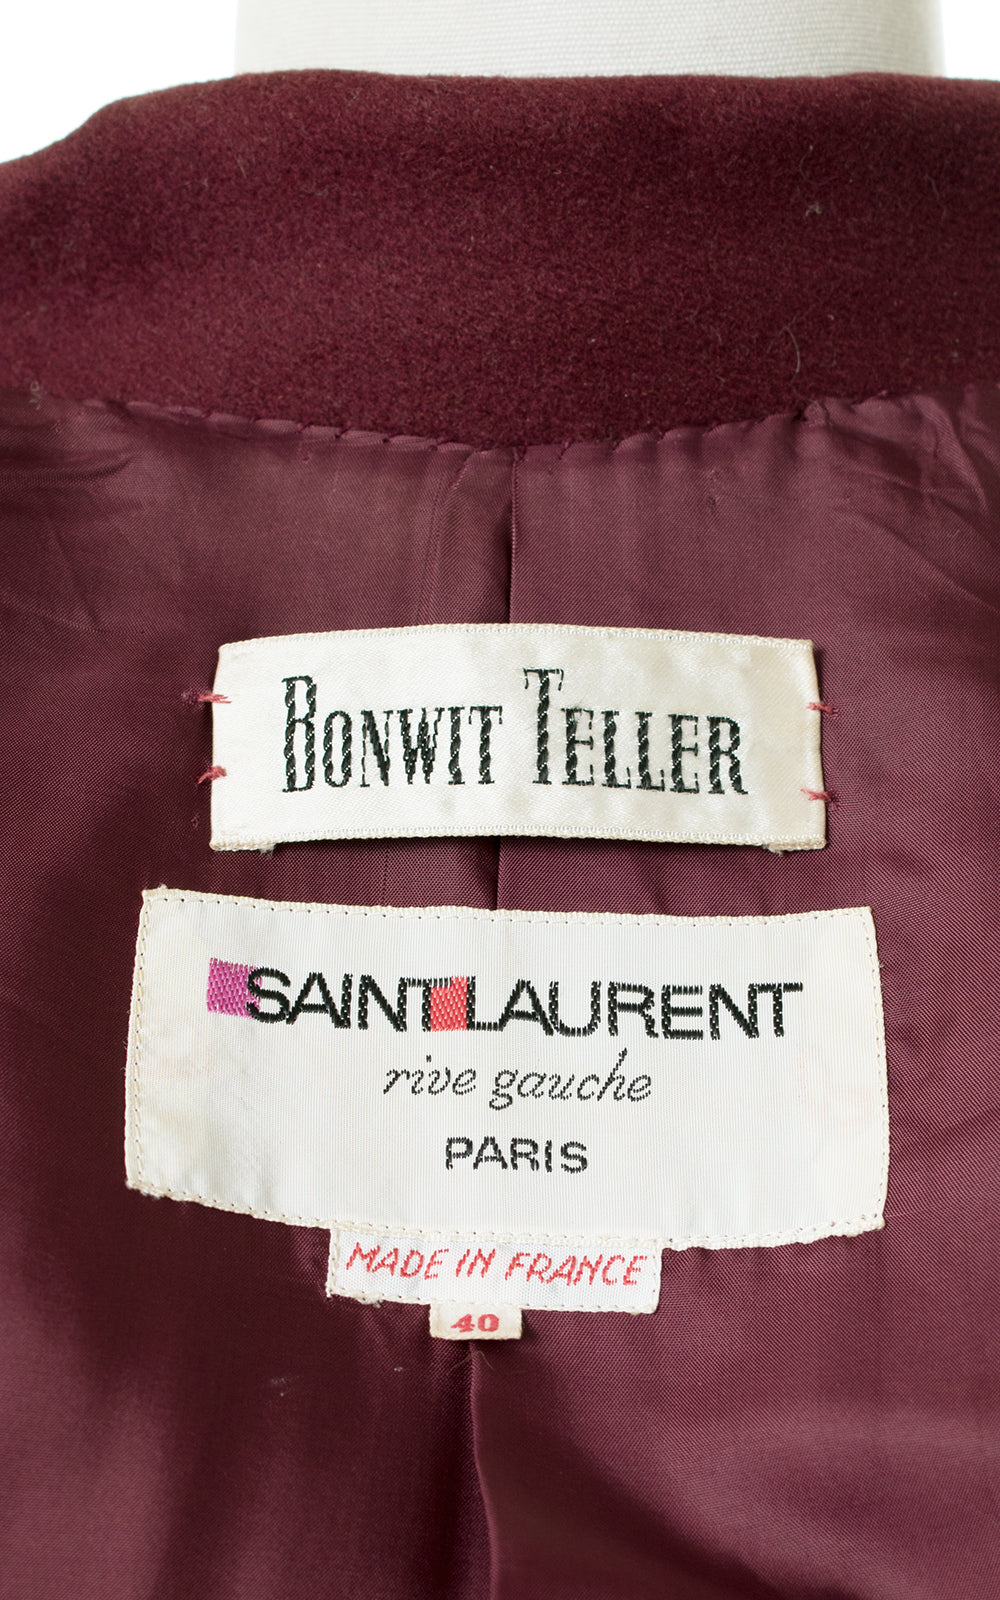 BONWIT TELLER
SAINT LAURENT
rive gauche
PARIS
MADE IN FRANCE
40